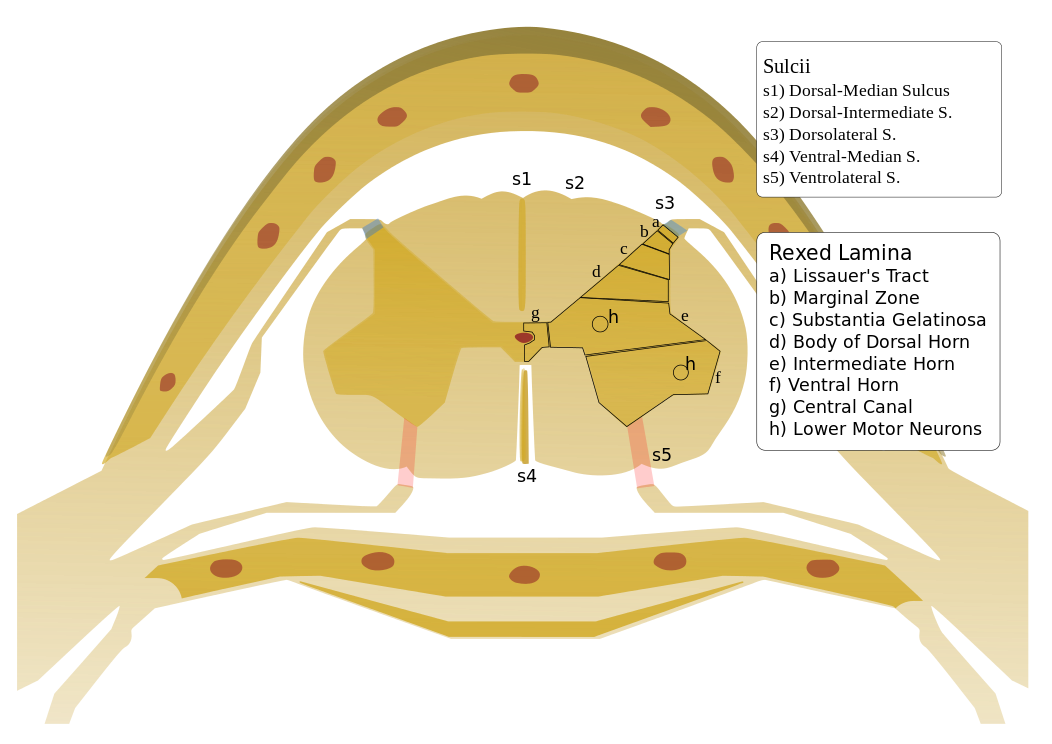 Sulcii
s1) Dorsal-Median Sulcus
s2) Dorsal-Intermediate S.
s3) Dorsolateral S.
s4) Ventral-Median S.
s5) Ventrolateral S.
s1
s2
s3
a
b
c
d
g
h
e
h
f
s5
s4
Rexed Lamina
a) Lissauer's Tract
b) Marginal Zone
c) Substantia Gelatinosa
d) Body of Dorsal Horn
e) Intermediate Horn
f) Ventral Horn
g) Central Canal
h) Lower Motor Neurons